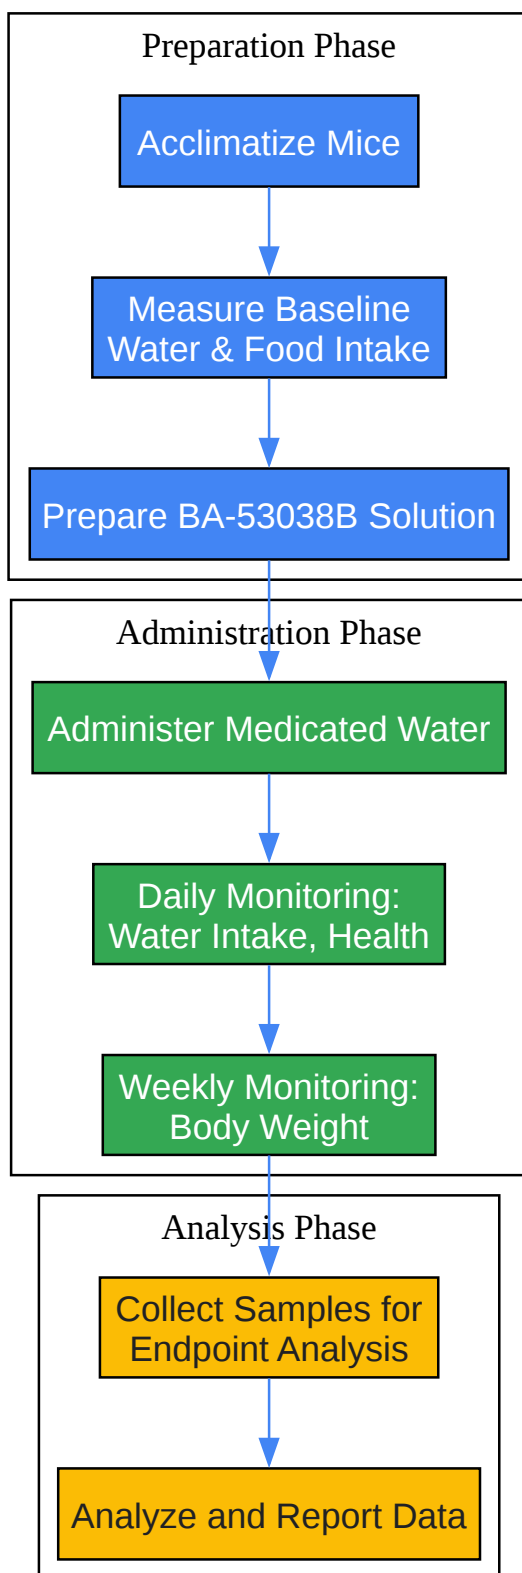 Preparation Phase
Acclimatize Mice
Measure Baseline
Water & Food Intake
Prepare BA-53038B Solution
Administration Phase
Administer Medicated Water
Daily Monitoring:
Water Intake, Health
Weekly Monitoring:
Body Weight
Analysis Phase
Collect Samples for
Endpoint Analysis
Analyze and Report Data